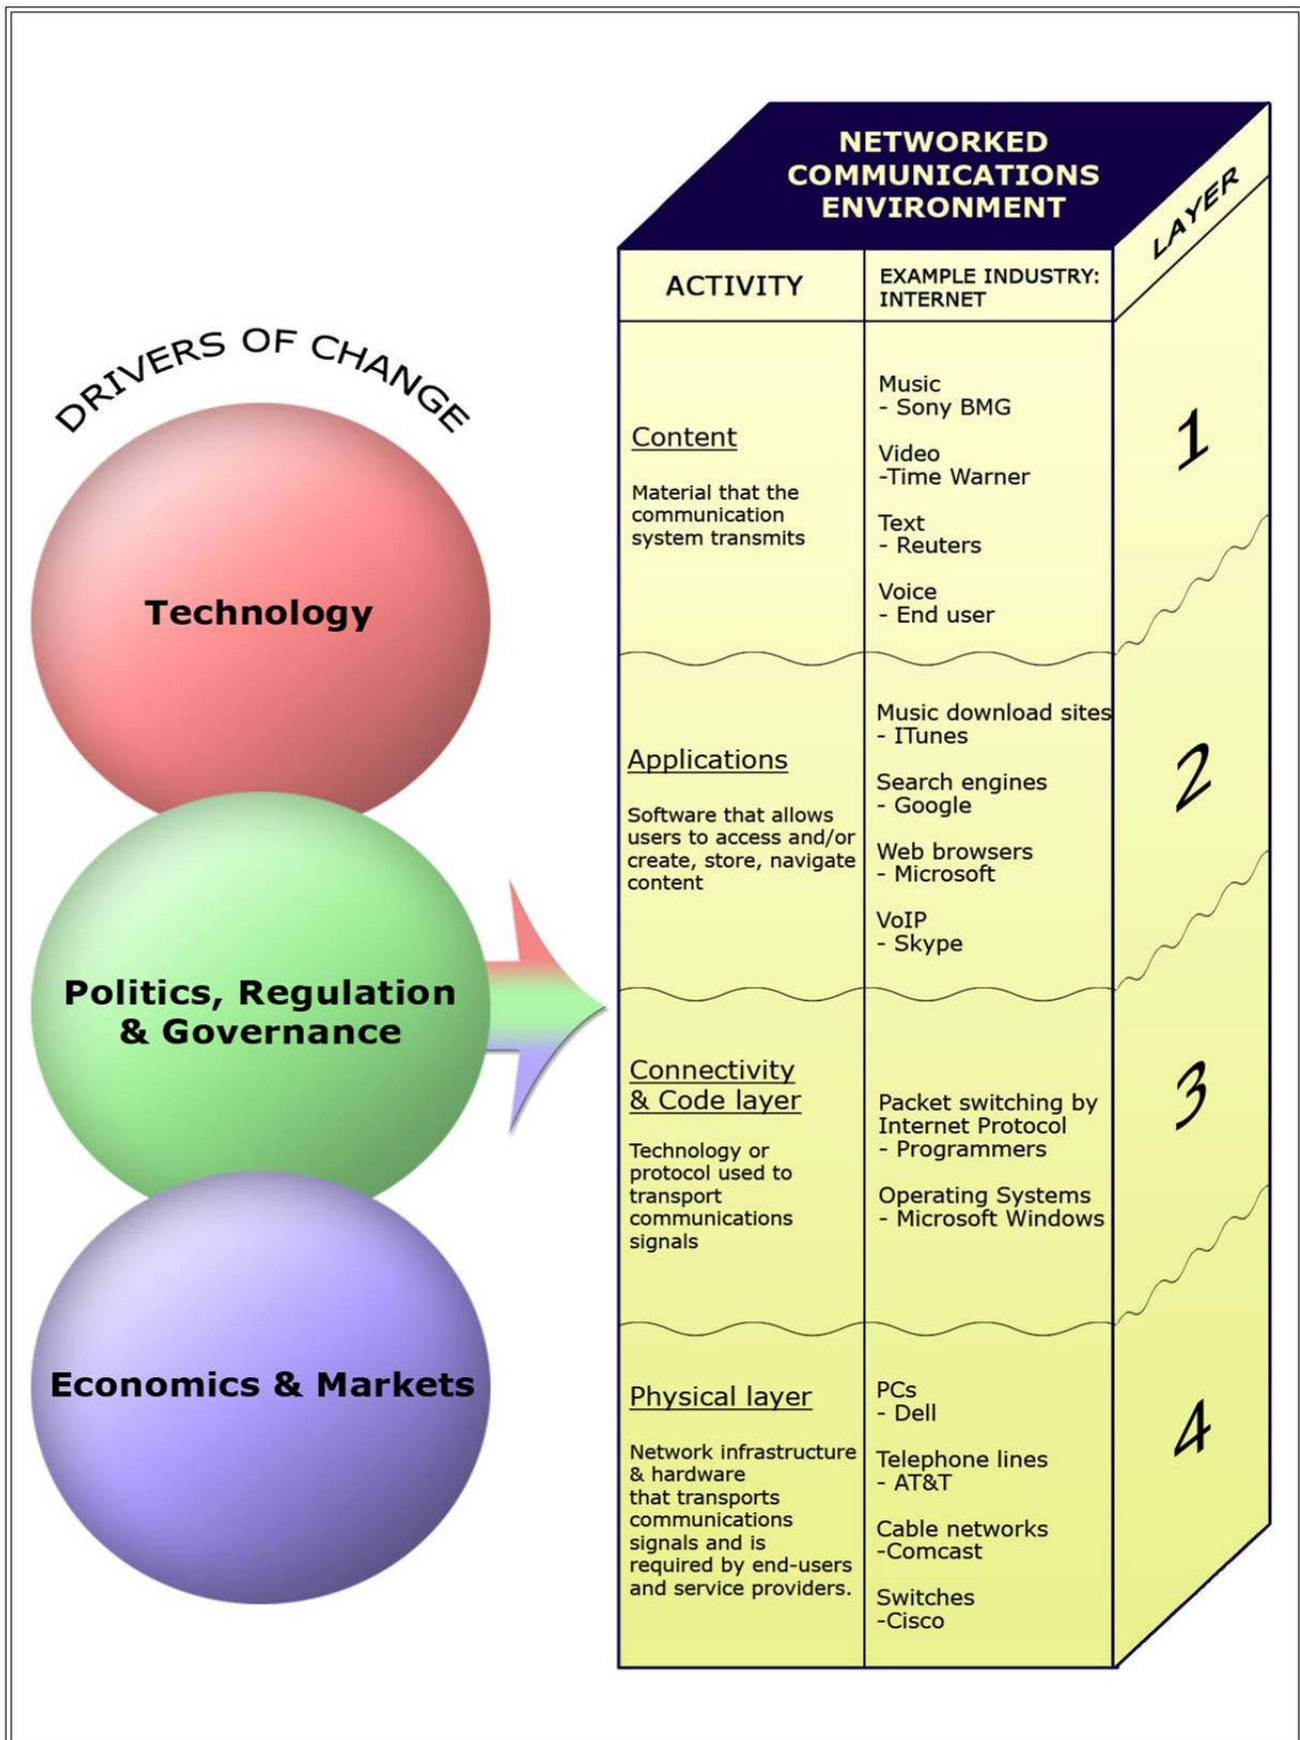 DRIVERS OF CHANGE
Technology
Politics, Regulation
& Governance
Economics & Markets
NETWORKED
COMMUNICATIONS
ENVIRONMENT
LAYER
ACTIVITY
EXAMPLE INDUSTRY:
INTERNET
Content
Material that the
communication
system transmits
Music
- Sony BMG
Video
-Time Warner
Text
- Reuters
Voice
- End user
1
Applications
Software that allows
users to access and/or
create, store, navigate
content
Music download sites
- ITunes
Search engines
- Google
Web browsers
- Microsoft
VoIP
- Skype
2
Connectivity
& Code layer
Technology or
protocol used to
transport
communications
signals
Packet switching by
Internet Protocol
- Programmers
Operating Systems
- Microsoft Windows
3
Physical layer
Network infrastructure
& hardware
that transports
communications
signals and is
required by end-users
and service providers.
PCs
- Dell
Telephone lines
- AT&T
Cable networks
-Comcast
Switches
-Cisco
4